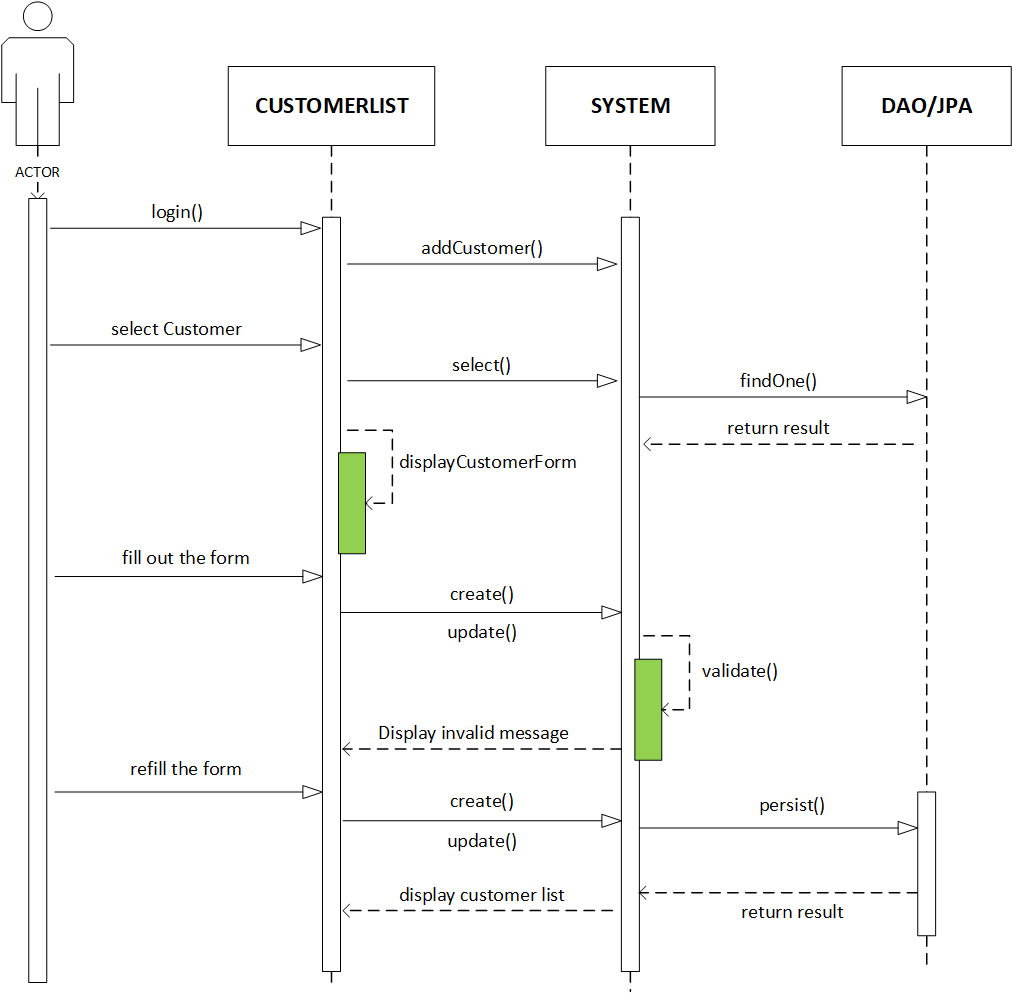 CUSTOMERLIST
SYSTEM
DAO/JPA
ACTOR
login()
addCustomer()
select Customer
select()
findOne()
return result
displayCustomerForm
fill out the form
create()
update()
validate()
Display invalid message
refill the form
create()
persist()
update()
display customer list
return result